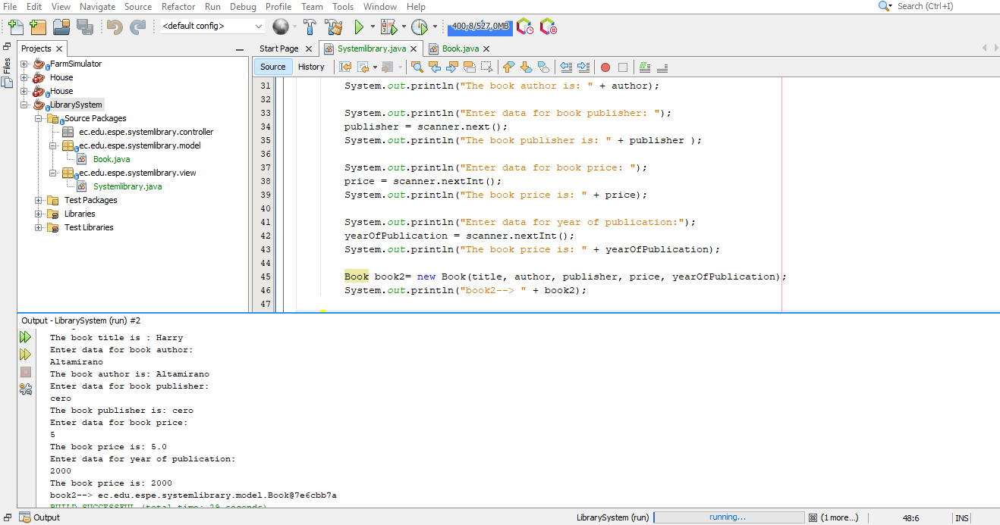 File Edit View Navigate Source Refactor Run Debug Profile Team Tools Window Help Search (Ctrl+I)
<default config> 400,8/527,0MB
Projects
Files
FarmSimulator
House
House
LibrarySystem
Source Packages
ec.edu.espe.systemlibrary.controller
ec.edu.espe.systemlibrary.model
Book.java
ec.edu.espe.systemlibrary.view
Systemlibrary.java
Test Packages
Libraries
Test Libraries
Start Page Systemlibrary.java Book.java
Source History
31 System.out.println("The book author is: " + author);
32
33 System.out.println("Enter data for book publisher: ");
34 publisher = scanner.next();
35 System.out.println("The book publisher is: " + publisher );
36
37 System.out.println("Enter data for book price: ");
38 price = scanner.nextInt();
39 System.out.println("The book price is: " + price);
40
41 System.out.println("Enter data for year of publication:");
42 yearOfPublication = scanner.nextInt();
43 System.out.println("The book price is: " + yearOfPublication);
44
45 Book book2= new Book(title, author, publisher, price, yearOfPublication);
46 System.out.println("book2--> " + book2);
47
Output - LibrarySystem (run) #2
The book title is : Harry
Enter data for book author:
Altamirano
The book author is: Altamirano
Enter data for book publisher:
cero
The book publisher is: cero
Enter data for book price:
5
The book price is: 5.0
Enter data for year of publication:
2000
The book price is: 2000
book2--> ec.edu.espe.systemlibrary.model.Book@7e6cbb7a
BUILD SUCCESSFUL (total time: 29 seconds)
Output LibrarySystem (run) running... (1 more...) 48:6 INS